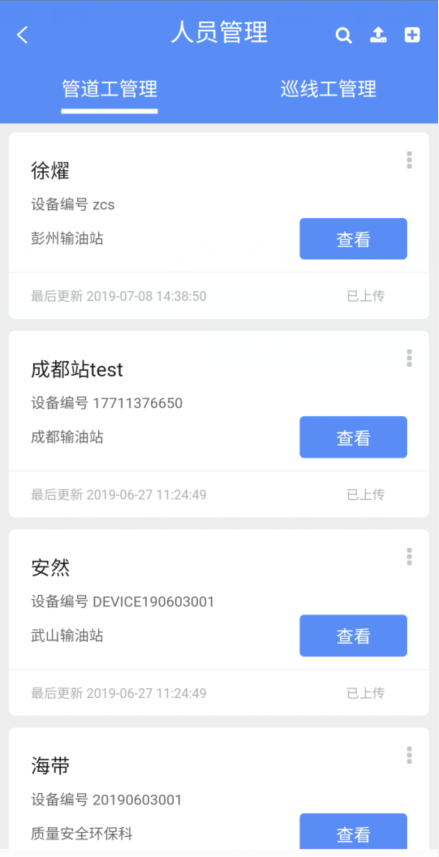 人员管理
管道工管理 巡线工管理
徐燿
设备编号 zcs
彭州输油站
查看
最后更新 2019-07-08 14:38:50 已上传
成都站test
设备编号 17711376650
成都输油站
查看
最后更新 2019-06-27 11:24:49 已上传
安然
设备编号 DEVICE190603001
武山输油站
查看
最后更新 2019-06-27 11:24:49 已上传
海带
设备编号 20190603001
质量安全环保科
查看